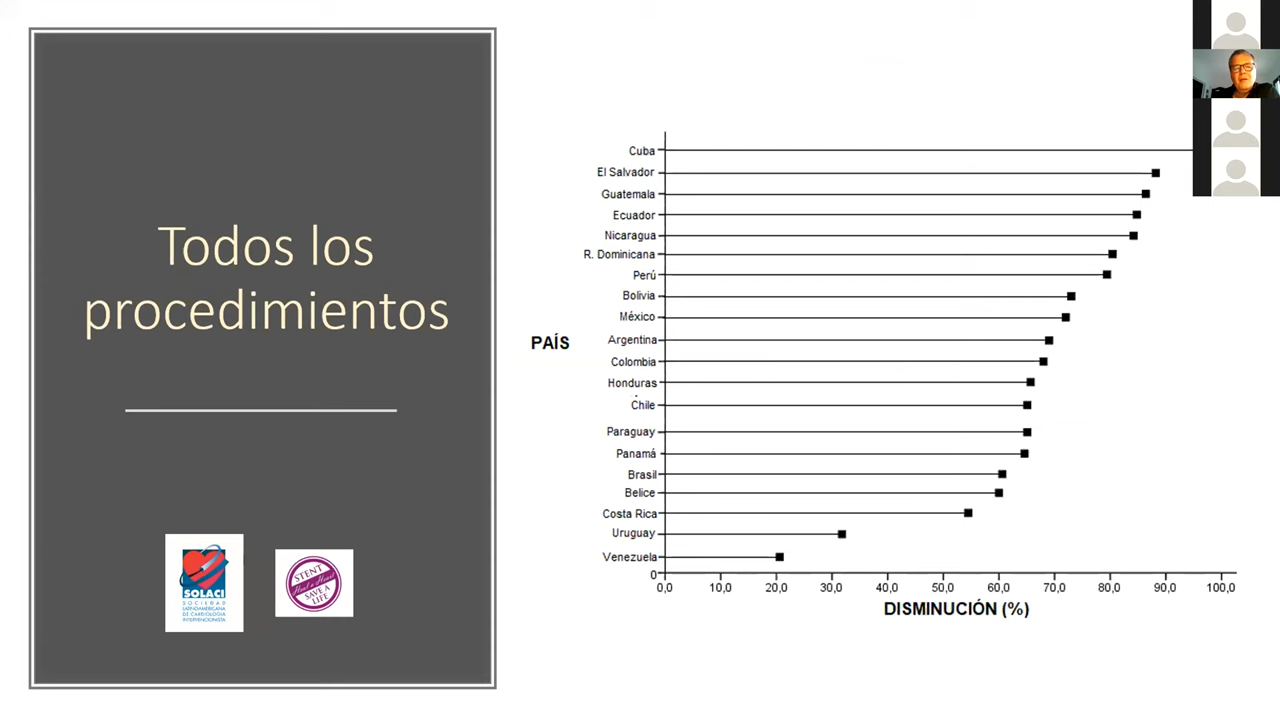 Todos los
procedimientos
SOLACI
SOCIEDAD
LATINOAMERICANA
DE CARDIOLOGÍA
INTERVENCIONISTA
STENT
SAVE A
LIFE
PAÍS
Cuba
El Salvador
Guatemala
Ecuador
Nicaragua
R. Dominicana
Perú
Bolivia
México
Argentina
Colombia
Honduras
Chile
Paraguay
Panamá
Brasil
Belice
Costa Rica
Uruguay
Venezuela
0
0,0 10,0 20,0 30,0 40,0 50,0 60,0 70,0 80,0 90,0 100,0
DISMINUCIÓN (%)